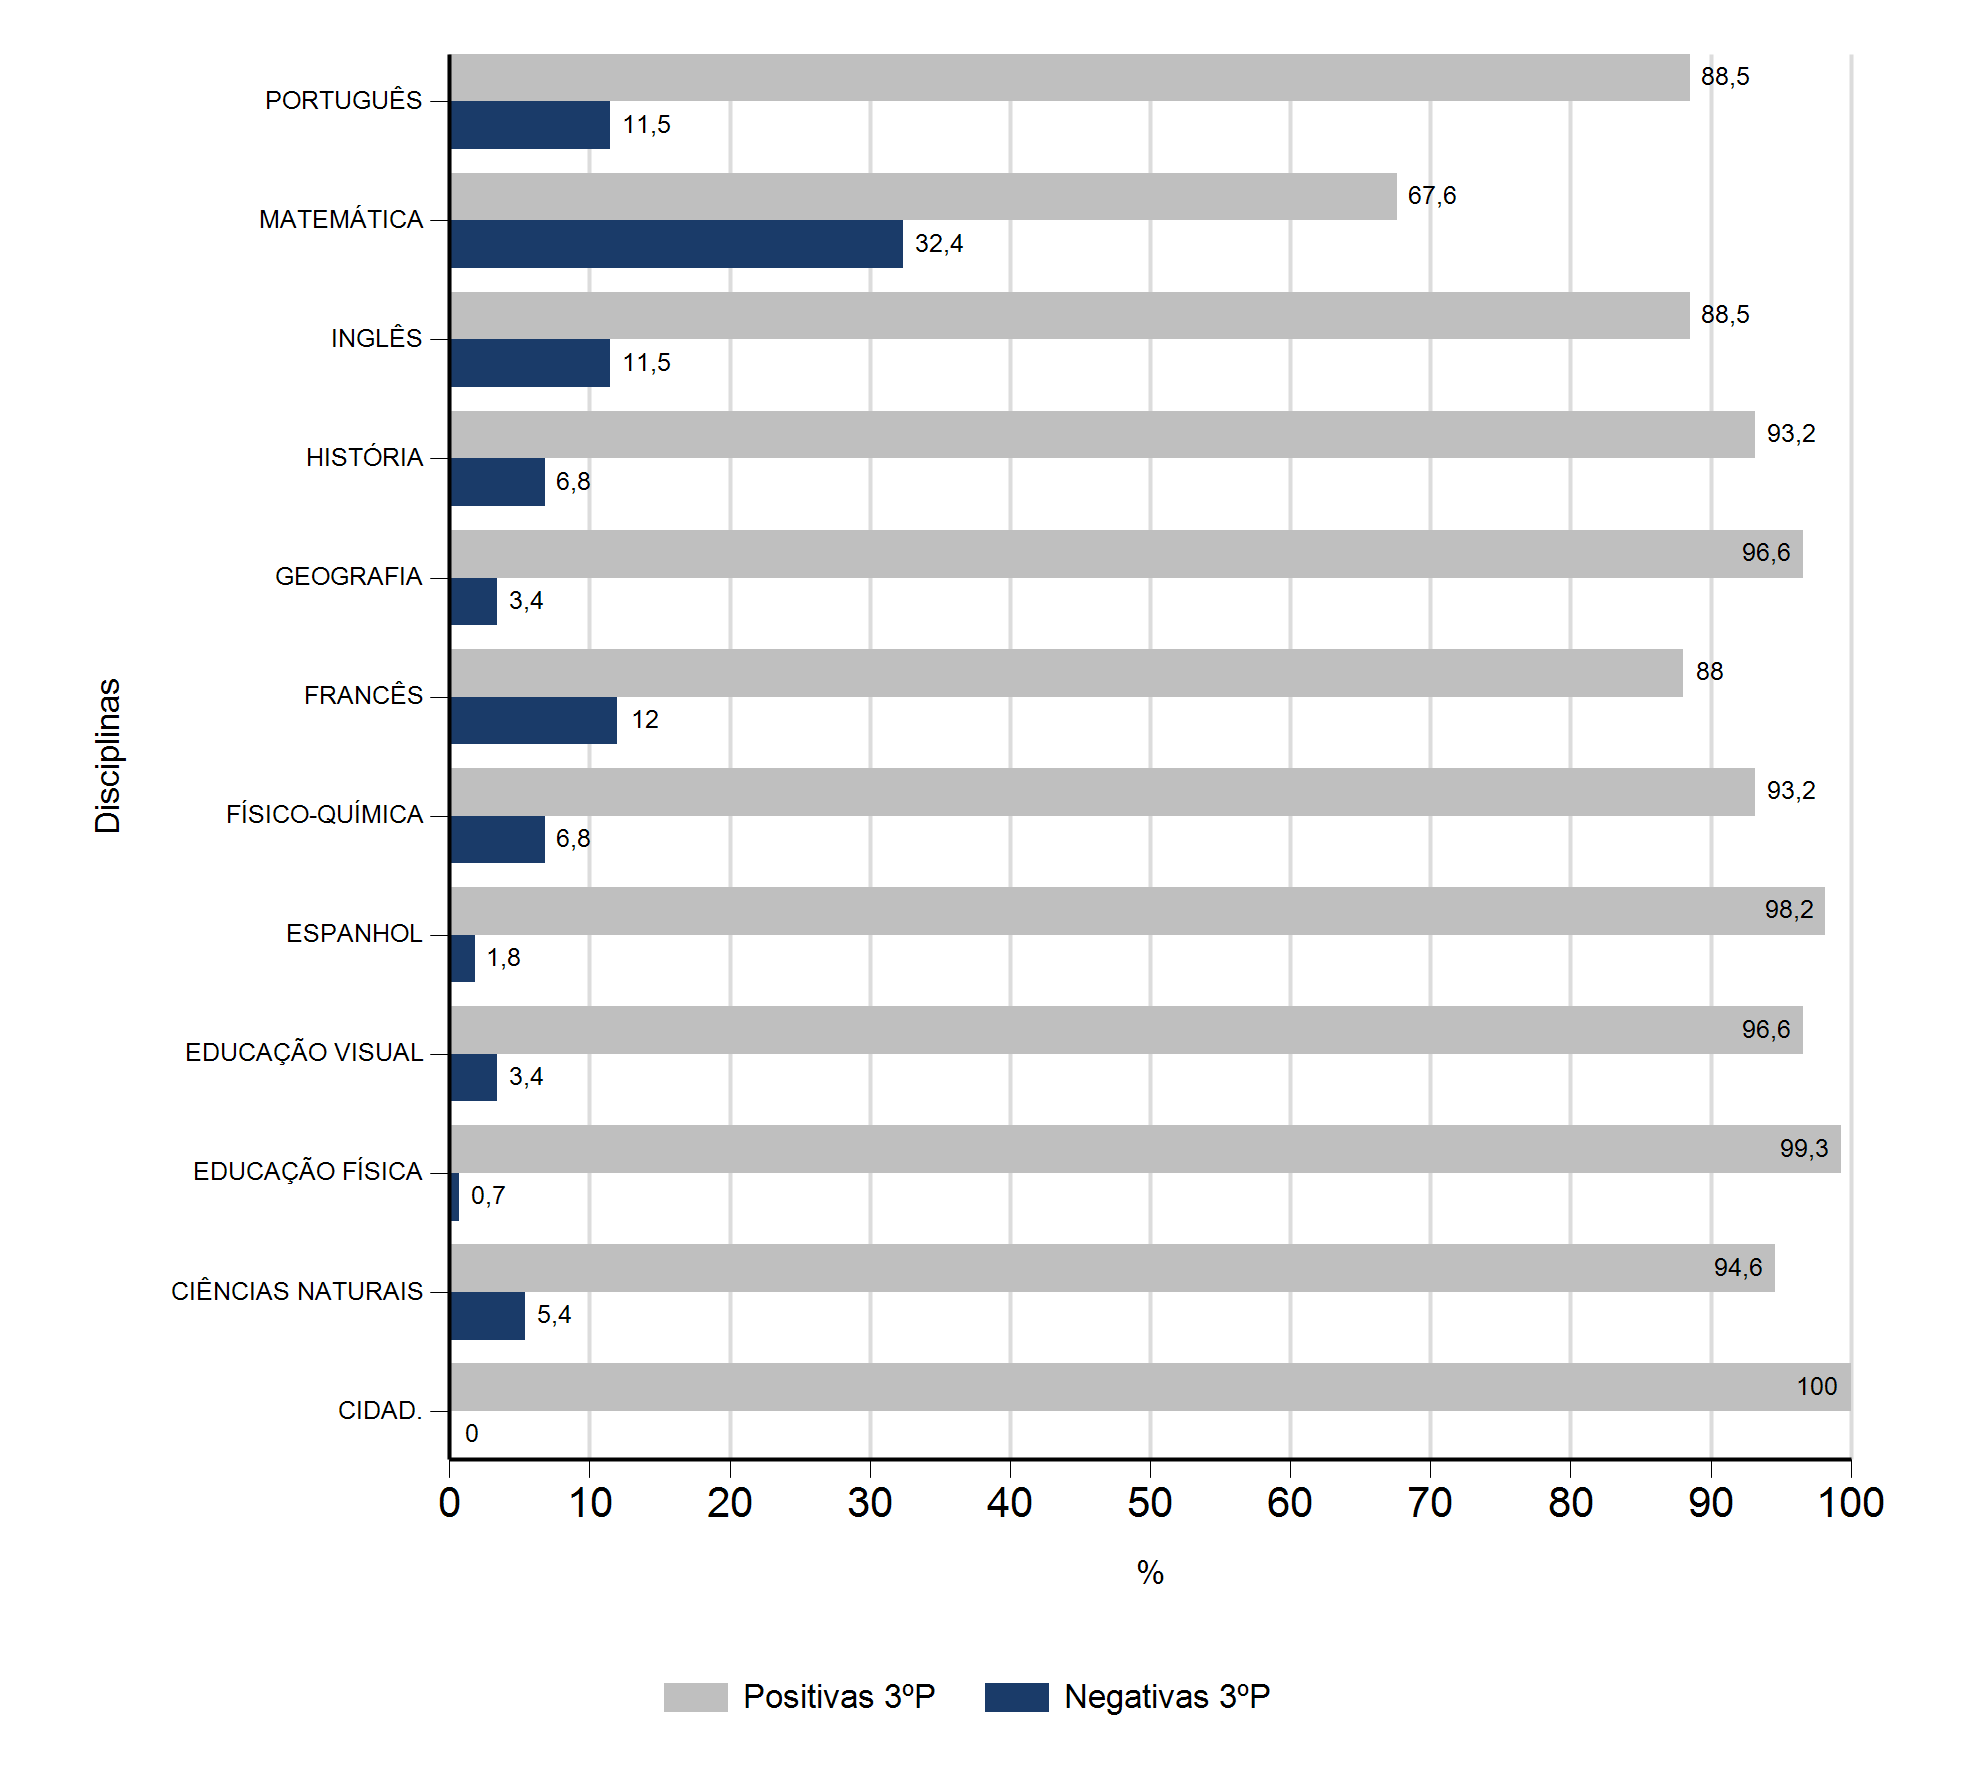 Disciplinas
PORTUGUÊS
88,5
11,5
MATEMÁTICA
67,6
32,4
INGLÊS
88,5
11,5
HISTÓRIA
93,2
6,8
GEOGRAFIA
96,6
3,4
FRANCÊS
88
12
FÍSICO-QUÍMICA
93,2
6,8
ESPANHOL
98,2
1,8
EDUCAÇÃO VISUAL
96,6
3,4
EDUCAÇÃO FÍSICA
99,3
0,7
CIÊNCIAS NATURAIS
94,6
5,4
CIDAD.
100
0
0 10 20 30 40 50 60 70 80 90 100
%
Positivas 3ºP Negativas 3ºP